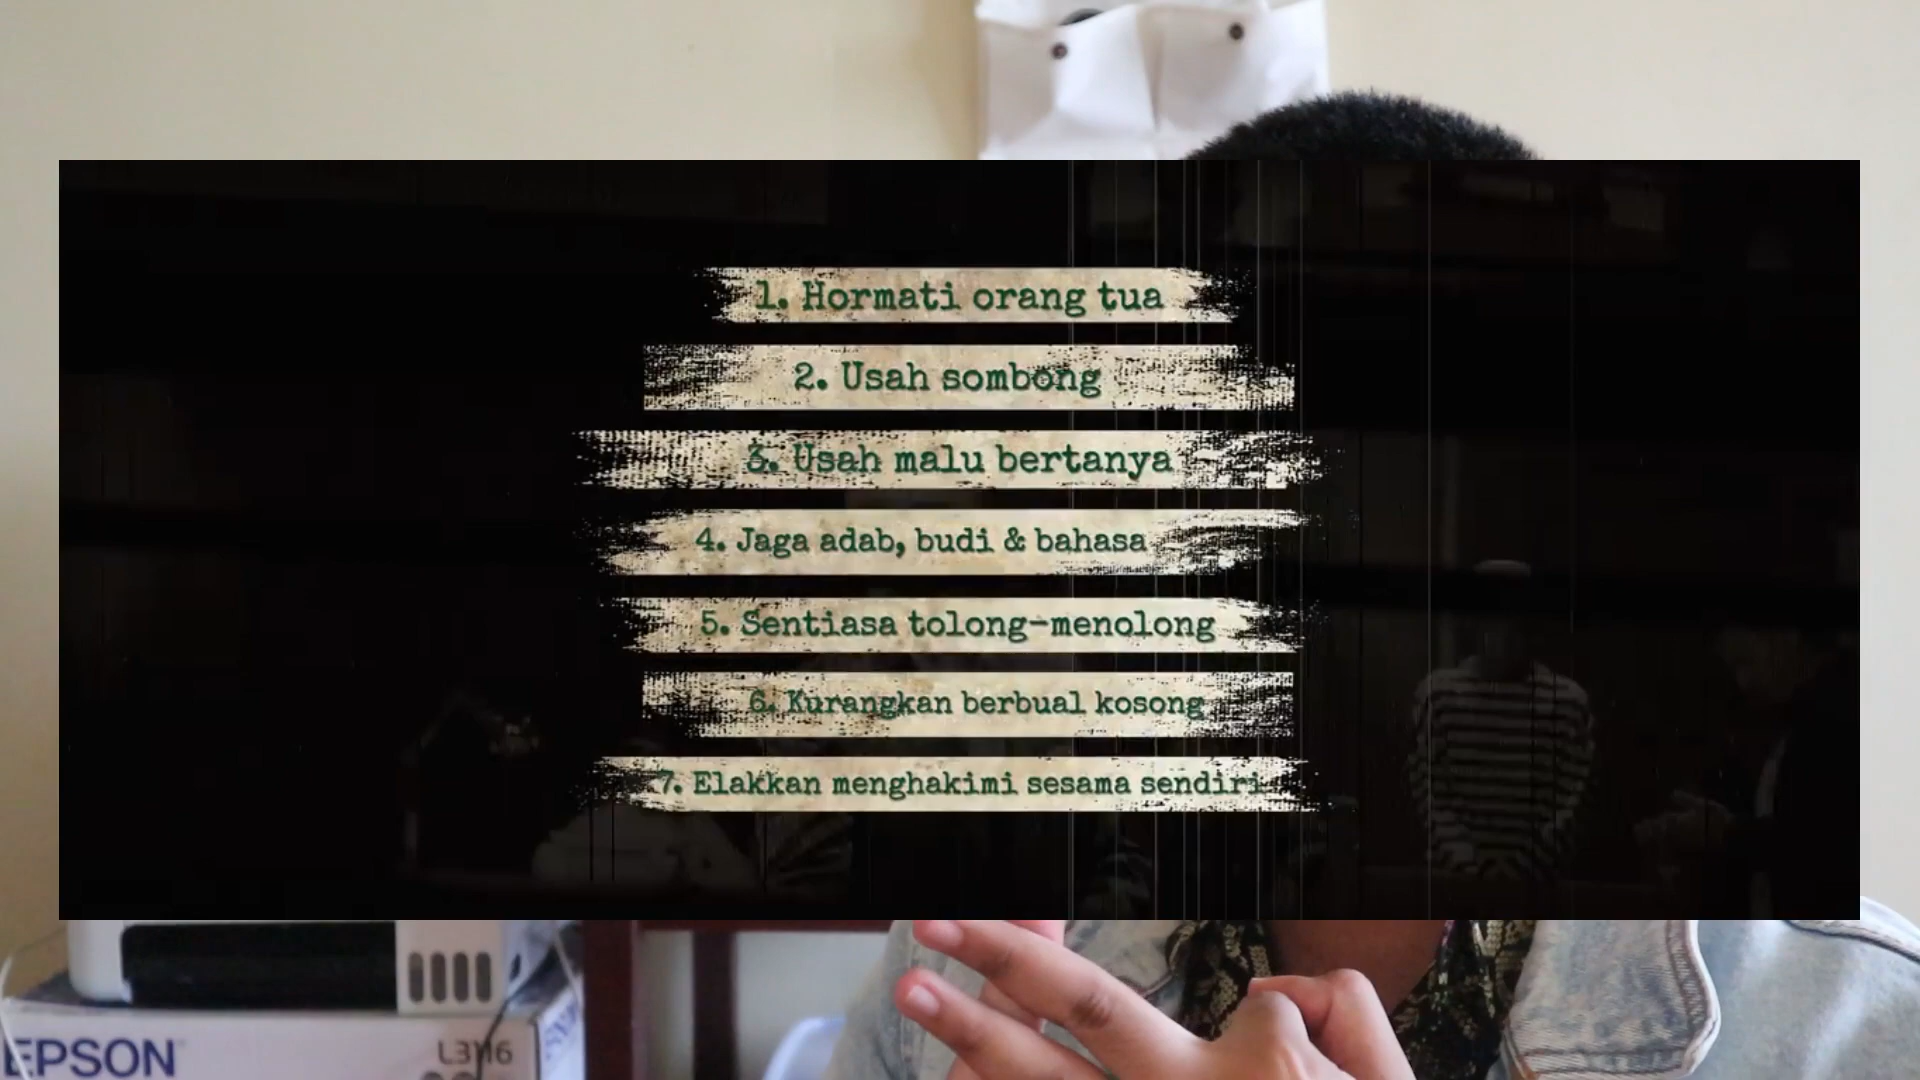 1. Hormati orang tua
2. Usah sombong
3. Usah malu bertanya
4. Jaga adab, budi & bahasa
5. Sentiasa tolong-menolong
6. Kurangkan berbual kosong
7. Elakkan menghakimi sesama sendiri
EPSON
L3116